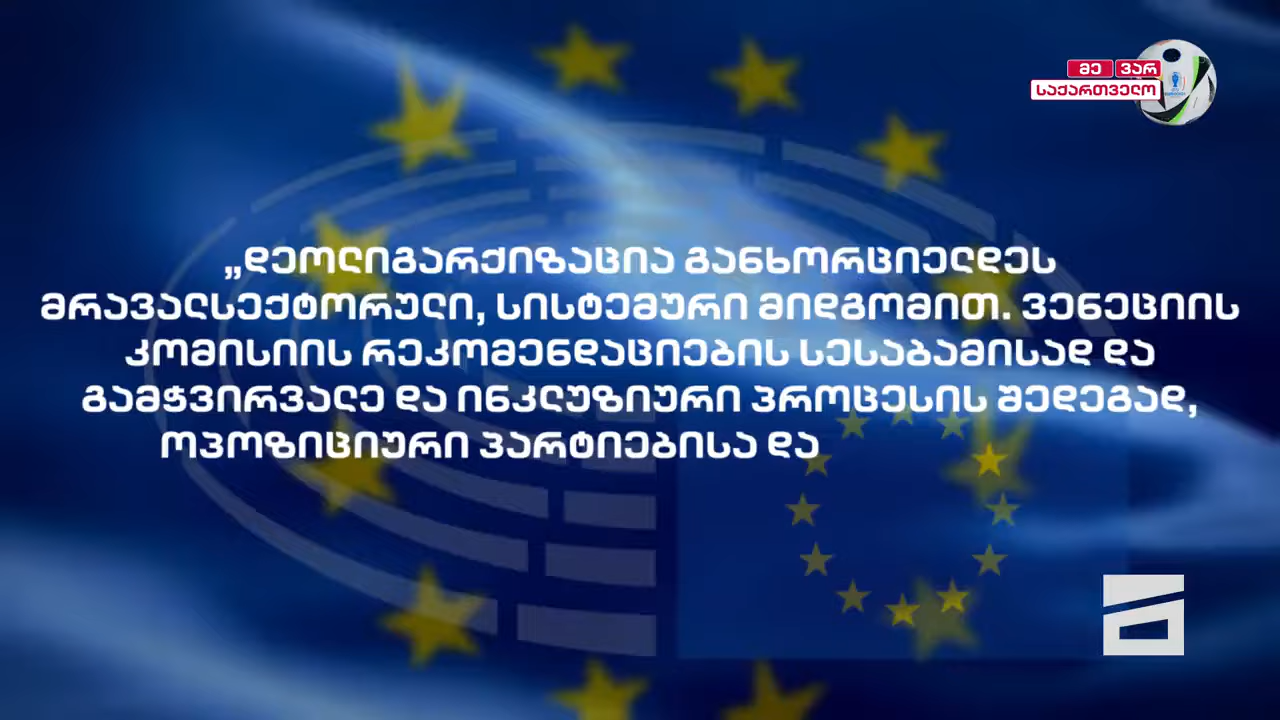 მე ვარ
საქართველო
„დეოლიგარქიზაცია განხორციელდეს
მრავალსექტორული, სისტემური მიდგომით. ვენეციის
კომისიის რეკომენდაციების სესაბამისად და
გამჭვირვალე და ინკლუზიური პროცესის შედეგად,
ოპოზიციური პარტიებისა და